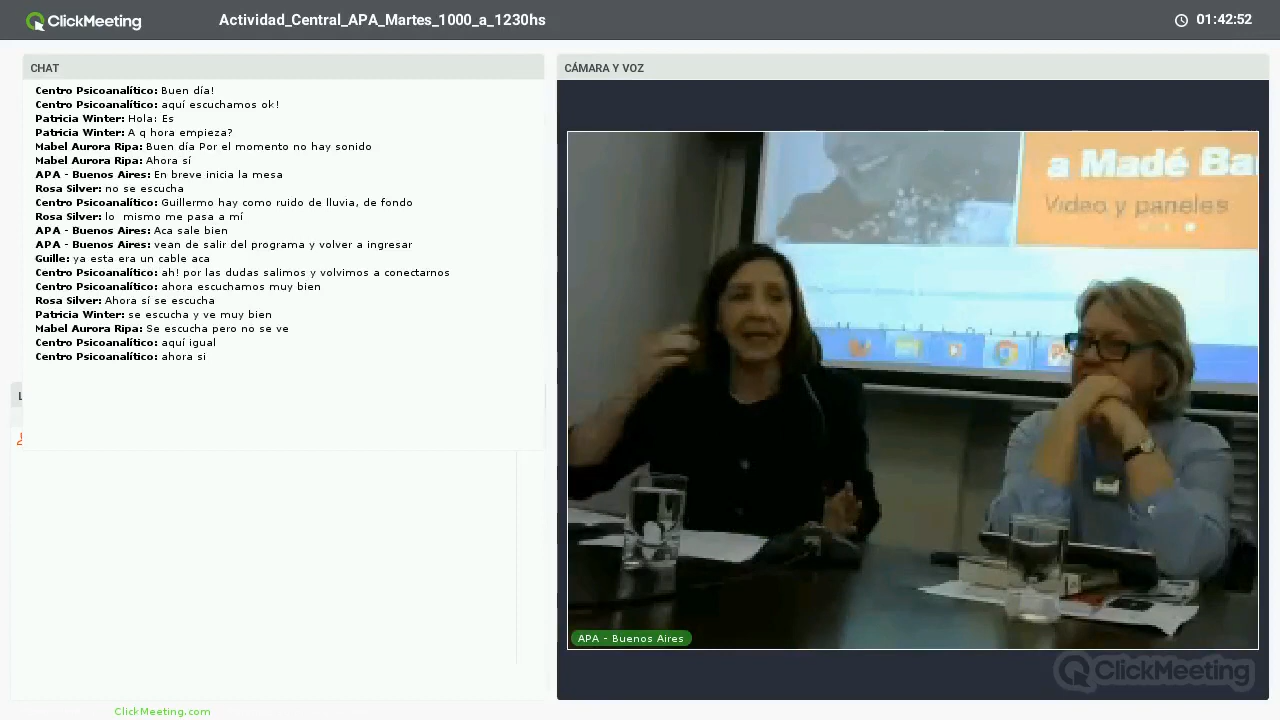 ClickMeeting
Actividad_Central_APA_Martes_1000_a_1230hs
01:42:52
CHAT
Centro Psicoanalítico: Buen día!
Centro Psicoanalítico: aquí escuchamos ok!
Patricia Winter: Hola: Es
Patricia Winter: A q hora empieza?
Mabel Aurora Ripa: Buen día Por el momento no hay sonido
Mabel Aurora Ripa: Ahora sí
APA - Buenos Aires: En breve inicia la mesa
Rosa Silver: no se escucha
Centro Psicoanalítico: Guillermo hay como ruido de lluvia, de fondo
Rosa Silver: lo  mismo me pasa a mí
APA - Buenos Aires: Aca sale bien
APA - Buenos Aires: vean de salir del programa y volver a ingresar
Guille: ya esta era un cable aca
Centro Psicoanalítico: ah! por las dudas salimos y volvimos a conectarnos
Centro Psicoanalítico: ahora escuchamos muy bien
Rosa Silver: Ahora sí se escucha
Patricia Winter: se escucha y ve muy bien
Mabel Aurora Ripa: Se escucha pero no se ve
Centro Psicoanalítico: aquí igual
Centro Psicoanalítico: ahora si
CÁMARA Y VOZ
a Madé Ba
Video y paneles
APA - Buenos Aires
ClickMeeting
ClickMeeting.com